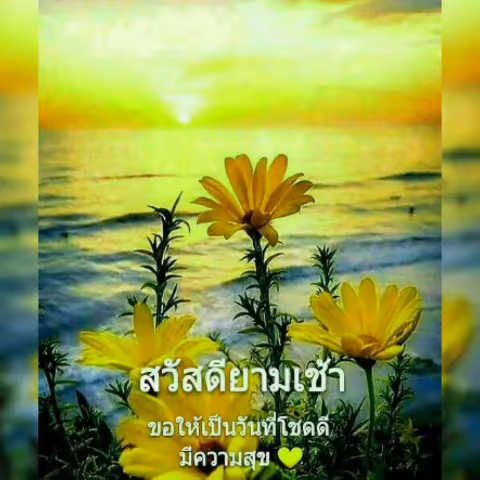 สวัสดียามเช้า
ขอให้เป็นวันที่โชดดี
มีความสุข 💛